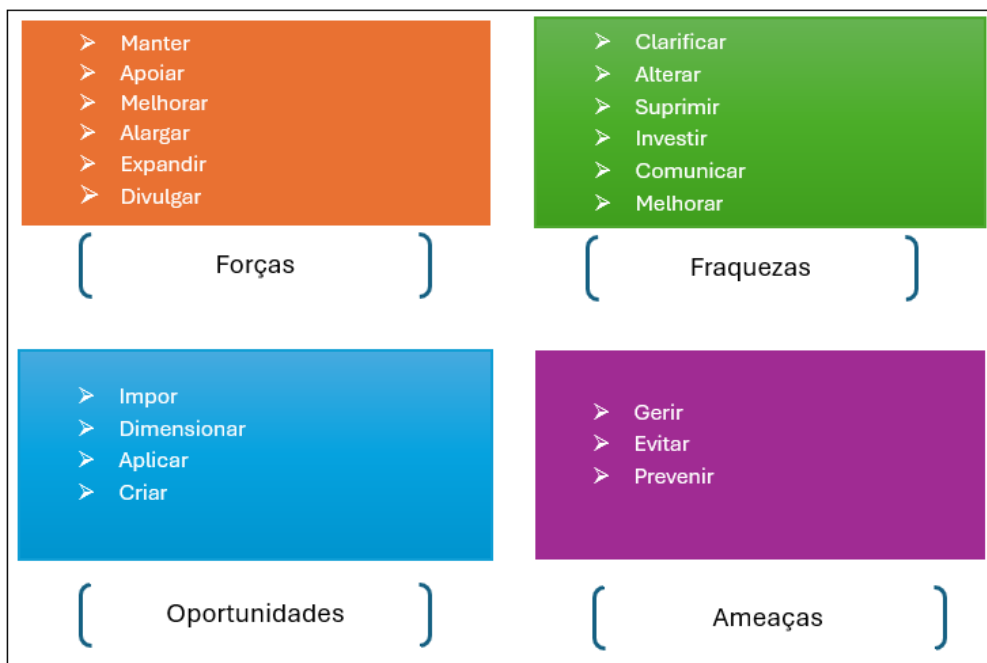 Manter
Apoiar
Melhorar
Alargar
Expandir
Divulgar
Forças
Clarificar
Alterar
Suprimir
Investir
Comunicar
Melhorar
Fraquezas
Impor
Dimensionar
Aplicar
Criar
Oportunidades
Gerir
Evitar
Prevenir
Ameaças